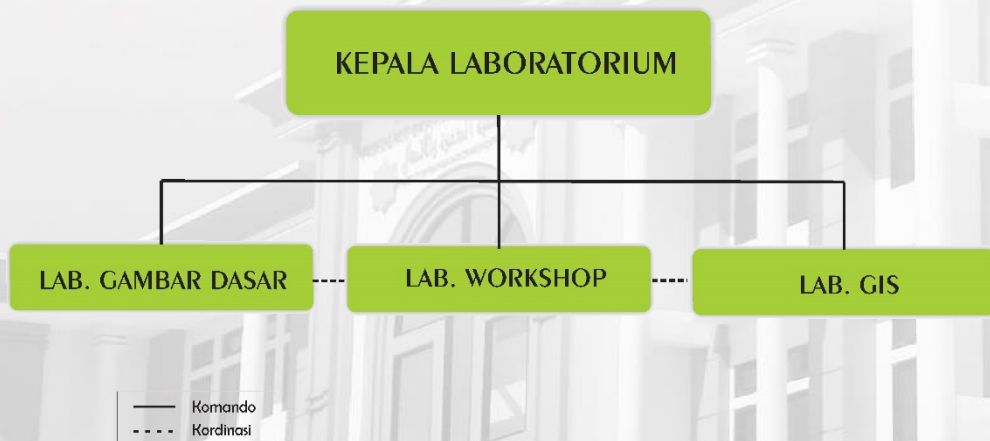 KEPALA LABORATORIUM
LAB. GAMBAR DASAR
LAB. WORKSHOP
LAB. GIS
Komando
Kordinasi